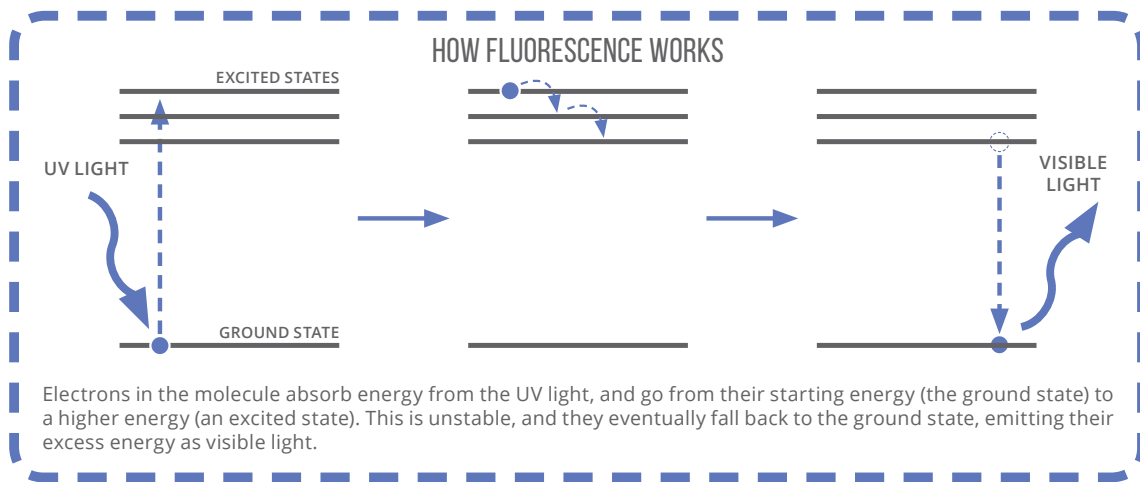 HOW FLUORESCENCE WORKS
EXCITED STATES
UV LIGHT
GROUND STATE
VISIBLE
LIGHT
Electrons in the molecule absorb energy from the UV light, and go from their starting energy (the ground state) to
a higher energy (an excited state). This is unstable, and they eventually fall back to the ground state, emitting their
excess energy as visible light.